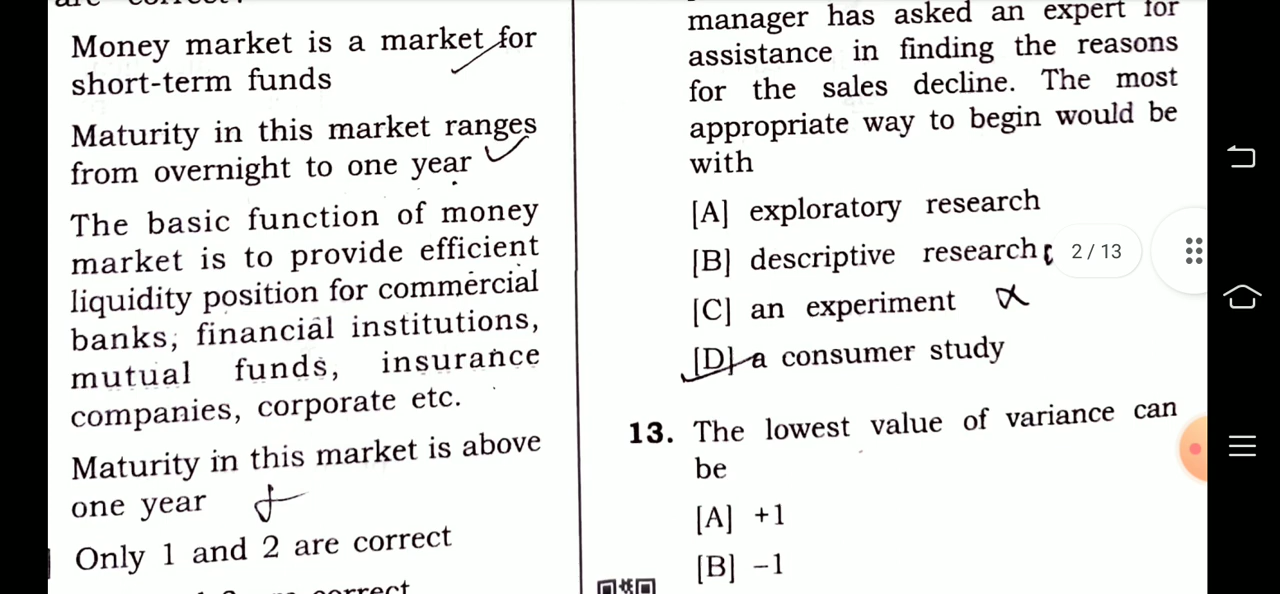 Money market is a market for
short-term funds
Maturity in this market ranges
from overnight to one year
The basic function of money
market is to provide efficient
liquidity position for commercial
banks, financial institutions,
mutual funds, insurance
companies, corporate etc.
Maturity in this market is above
one year
Only 1 and 2 are correct
manager has asked an expert for
assistance in finding the reasons
for the sales decline. The most
appropriate way to begin would be
with
[A] exploratory research
[B] descriptive research
[C] an experiment
[D] a consumer study
13. The lowest value of variance can
be
[A] +1
[B] −1
2 / 13